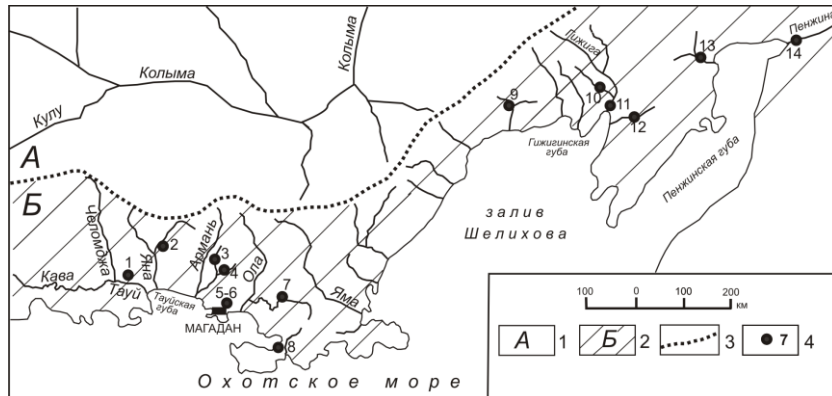 Пенжина
14
13
Гижига
Колыма
Колыма
10
9
11
12
Кулу
Гижигинская
губа
Пенжинская губа
А
Б
залив
Шелихова
Челомджа
Яна
2
Армань
3
4
Ола
1
Кава
Тауй
Тауйская
губа
5-6
7
Яма
МАГАДАН
8
Охотское море
100 0 100 200
км
А 1 Б 2 3 7 4